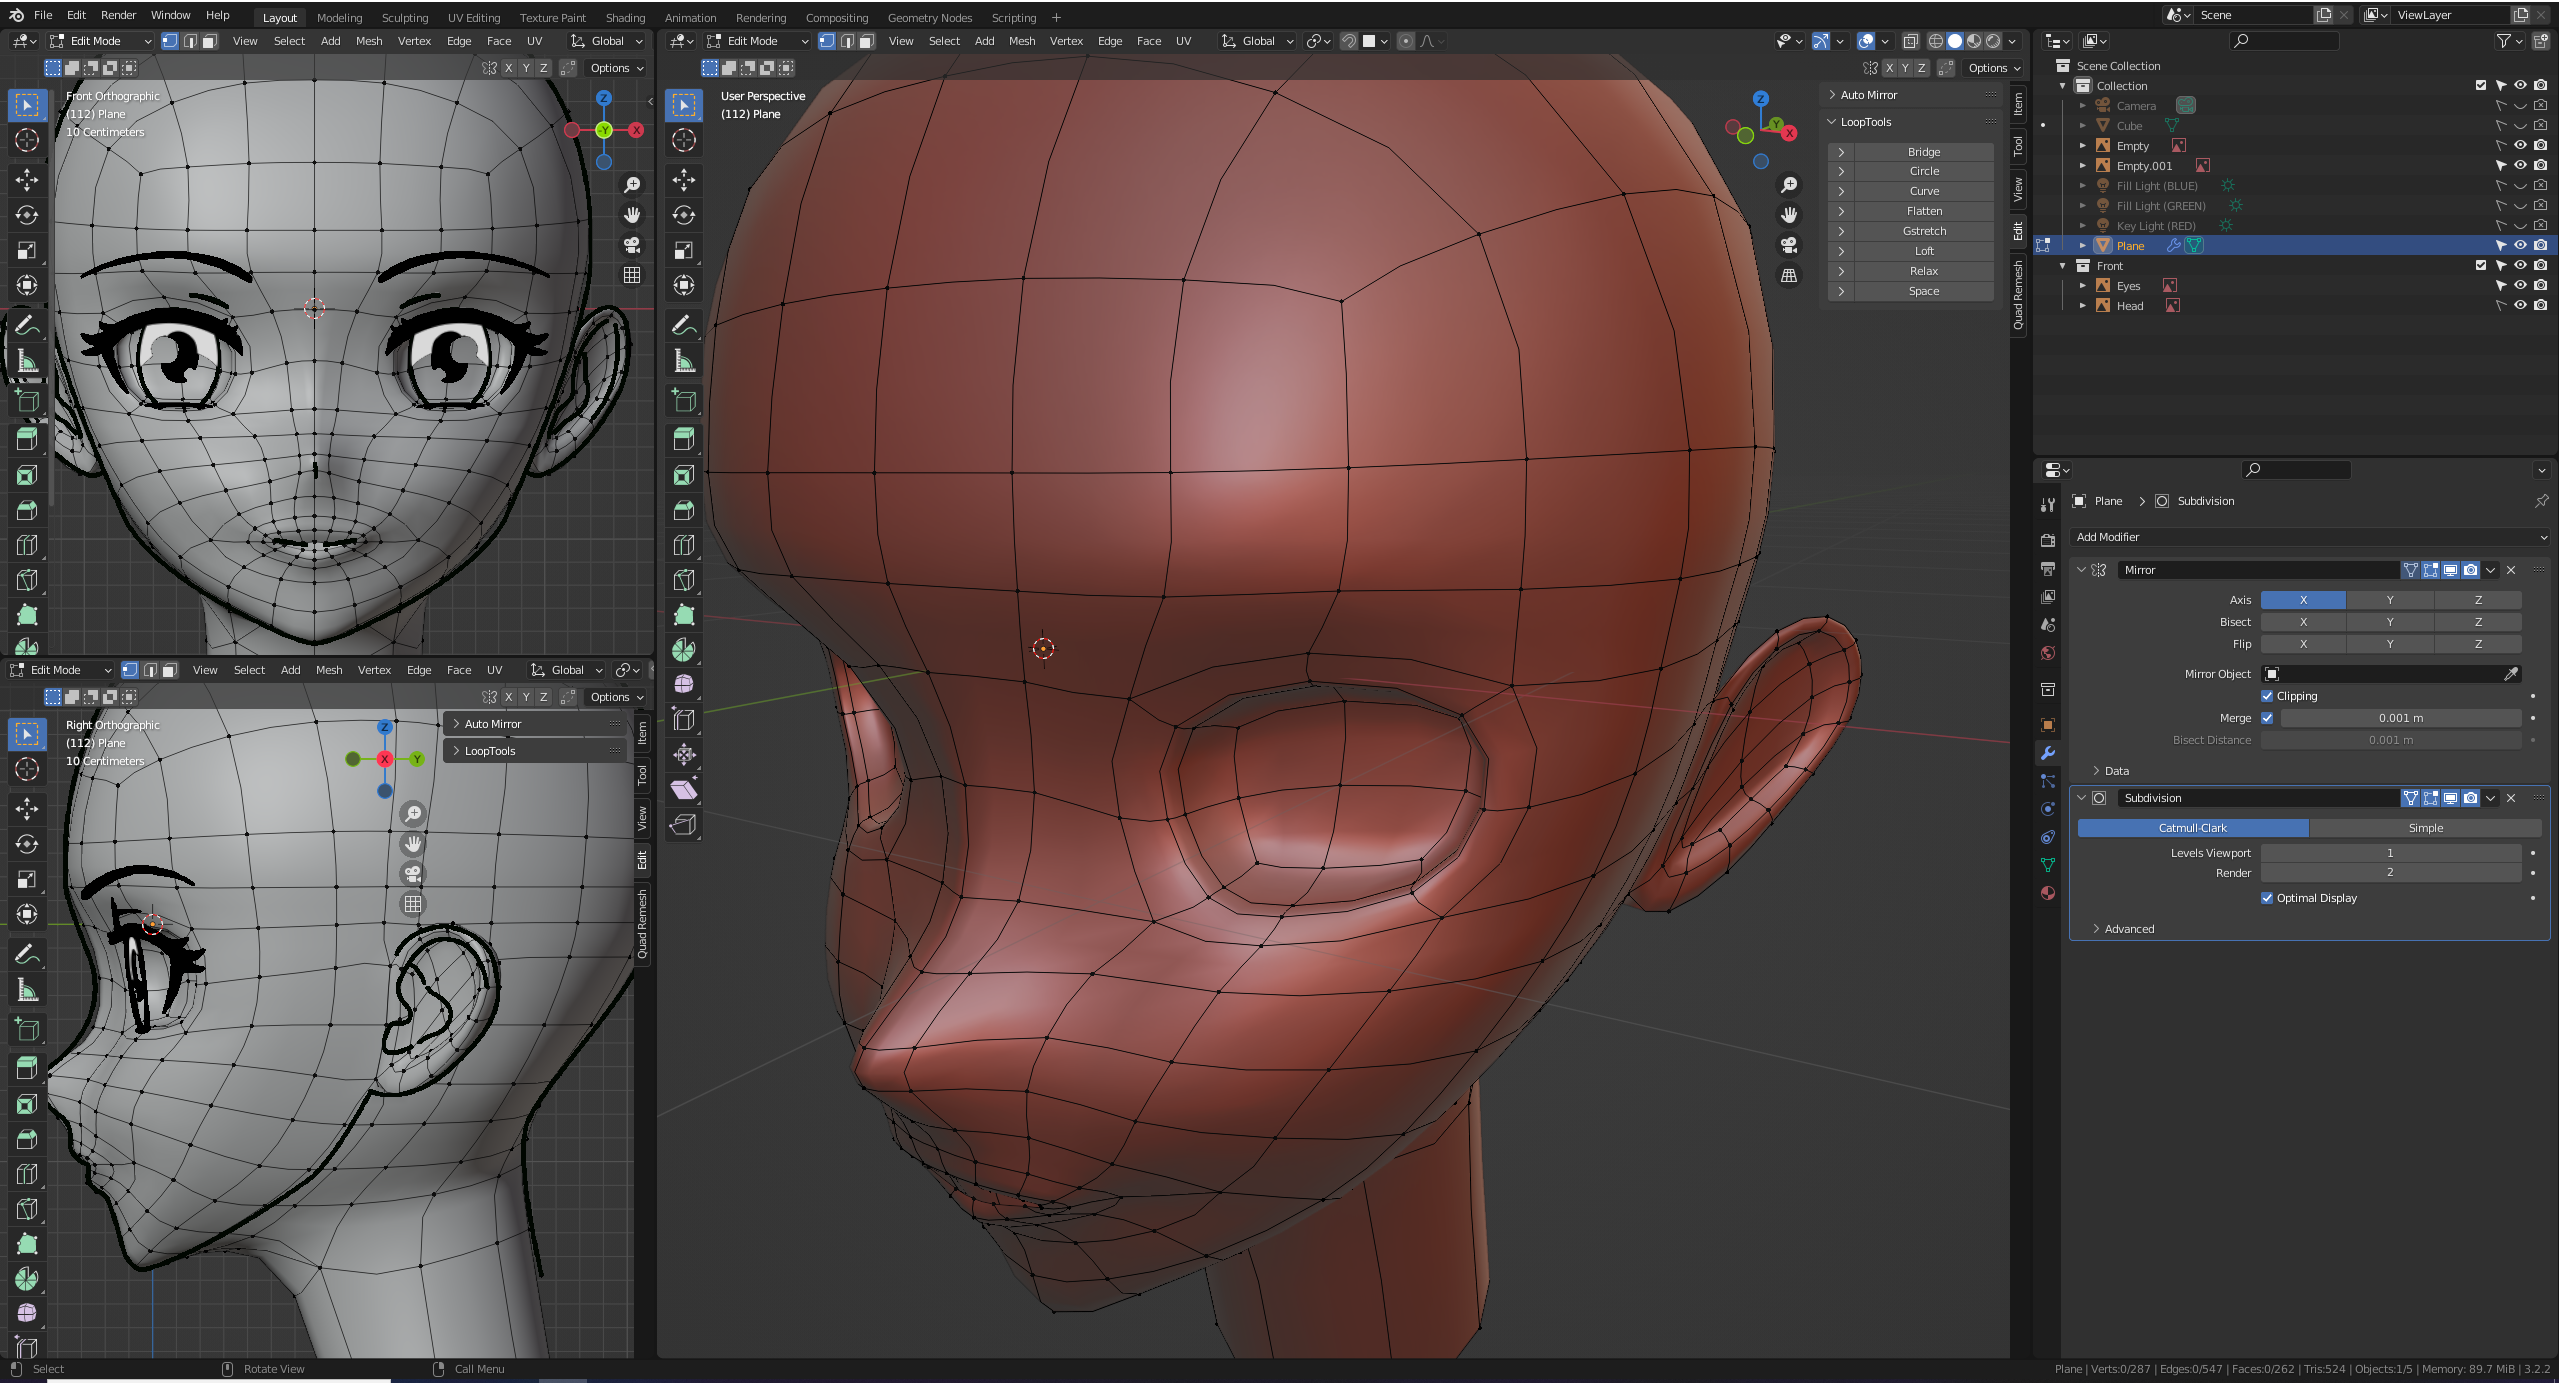 File Edit Render Window Help Layout Modeling Sculpting UV Editing Texture Paint Shading Animation Rendering Compositing Geometry Nodes Scripting + Scene ViewLayer
Edit Mode View Select Add Mesh Vertex Edge Face UV Global
X Y Z Options
Front Orthographic
(112) Plane
10 Centimeters
Z
-Y X
Edit Mode View Select Add Mesh Vertex Edge Face UV Global
X Y Z Options
Right Orthographic
(112) Plane
10 Centimeters
Z
X Y
Auto Mirror
LoopTools
Item
Tool
View
Edit
Quad Remesh
Edit Mode View Select Add Mesh Vertex Edge Face UV Global
X Y Z Options
User Perspective
(112) Plane
Z
Y
X
Auto Mirror
LoopTools
Bridge
Circle
Curve
Flatten
Gstretch
Loft
Relax
Space
Item
Tool
View
Edit
Quad Remesh
Scene Collection
Collection
Camera
Cube
Empty
Empty.001
Fill Light (BLUE)
Fill Light (GREEN)
Key Light (RED)
Plane
Front
Eyes
Head
Plane > Subdivision
Add Modifier
Mirror
Axis X Y Z
Bisect X Y Z
Flip X Y Z
Mirror Object
Clipping
Merge 0.001 m
Bisect Distance 0.001 m
Data
Subdivision
Catmull-Clark Simple
Levels Viewport 1
Render 2
Optimal Display
Advanced
Select Rotate View Call Menu Plane | Verts:0/287 | Edges:0/547 | Faces:0/262 | Tris:524 | Objects:1/5 | Memory: 89.7 MiB | 3.2.2